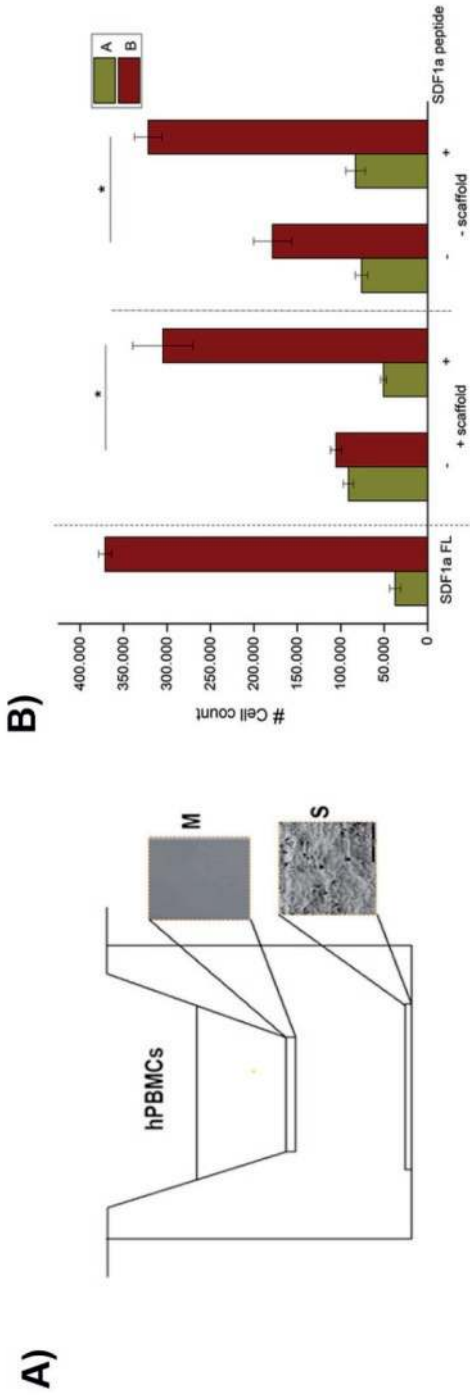 A)
hPBMCs
M
S
B)
A
B
# Cell count
400.000
350.000
300.000
250.000
200.000
150.000
100.000
50.000
0
* *
- + - + SDF1a peptide
SDF1a FL + scaffold - scaffold